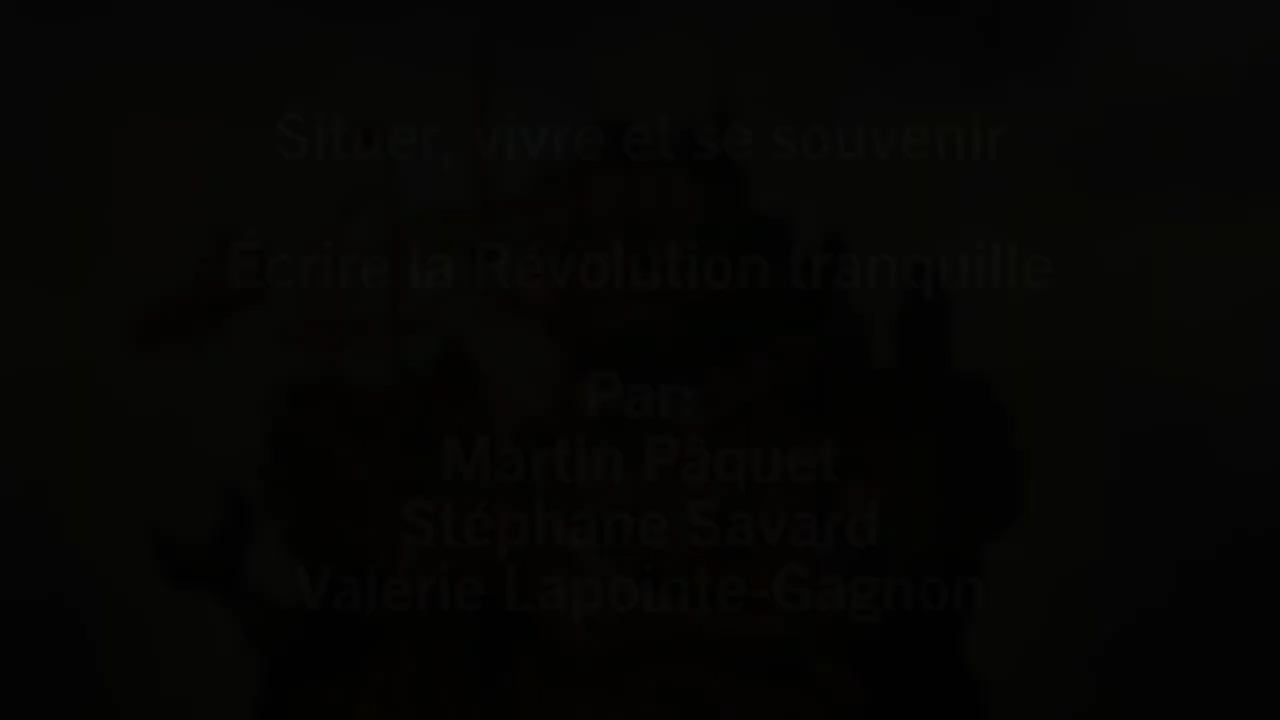 Situer, vivre et se souvenir
Écrire la Révolution tranquille
Par:
Martin Pâquet
Stéphane Savard
Valérie Lapointe-Gagnon